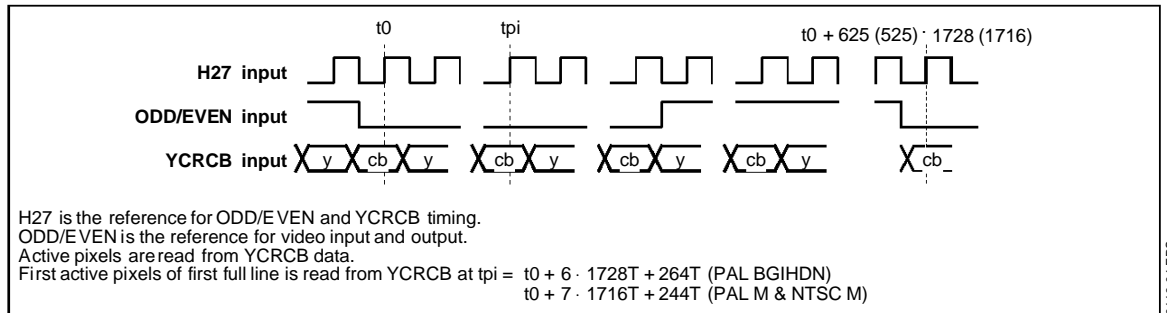 t0 tpi t0 + 625 (525) · 1728 (1716)
H27 input
ODD/EVEN input
YCRCB input y cb y cb y cb y cb y cb
H27 is the reference for ODD/EVEN and YCRCB timing.
ODD/EVEN is the reference for video input and output.
Active pixels are read from YCRCB data.
First active pixels of first full line is read from YCRCB at tpi = t0 + 6 · 1728T + 264T (PAL BGIHDN)
t0 + 7 · 1716T + 244T (PAL M & NTSC M)